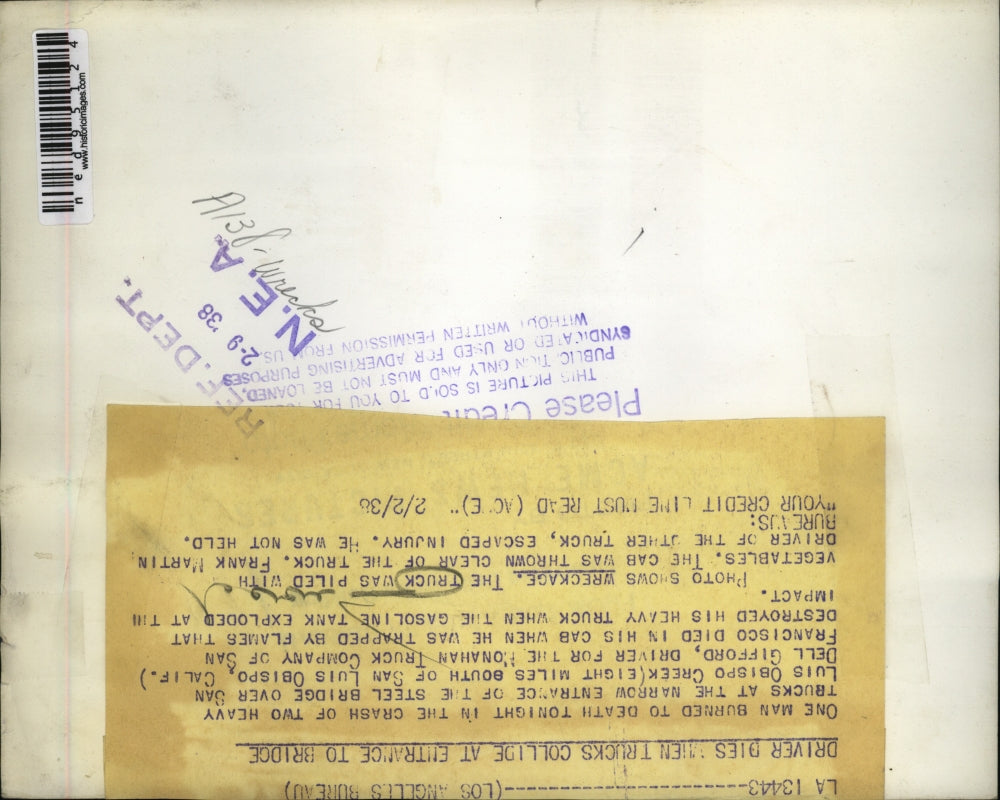 LA 13443-------------------------(LOS ANGELES BUREAU)
DRIVER DIES WHEN TRUCKS COLLIDE AT ENTRANCE TO BRIDGE
ONE MAN BURNED TO DEATH TONIGHT IN THE CRASH OF TWO HEAVY
TRUCKS AT THE NARROW ENTRANCE OF THE STEEL BRIDGE OVER SAN
LUIS OBISPO CREEK(EIGHT MILES SOUTH OF SAN LUIS OBISPO, CALIF.)
DELL GIFFORD, DRIVER FOR THE MONAHAN TRUCK COMPANY OF SAN
FRANCISCO DIED IN HIS CAB WHEN HE WAS TRAPPED BY FLAMES THAT
DESTROYED HIS HEAVY TRUCK WHEN THE GASOLINE TANK EXPLODED AT THE
IMPACT.
PHOTO SHOWS WRECKAGE. THE TRUCK WAS PILED WITH
VEGETABLES. THE CAB WAS THROWN CLEAR OF THE TRUCK. FRANK MARTIN
DRIVER OF THE OTHER TRUCK, ESCAPED INJURY. HE WAS NOT HELD.
BUREAUS:
"YOUR CREDIT LINE MUST READ (ACME)" 2/2/38
Please Credit
THIS PICTURE IS SOLD TO YOU FOR
PUBLICATION ONLY AND MUST NOT BE LOANED,
SYNDICATED OR USED FOR ADVERTISING PURPOSES
WITHOUT WRITTEN PERMISSION FROM US.
REF. DEPT.
2-9 '38
N.E.A.
A138-Wrecks
ned95124
www.historicimages.com